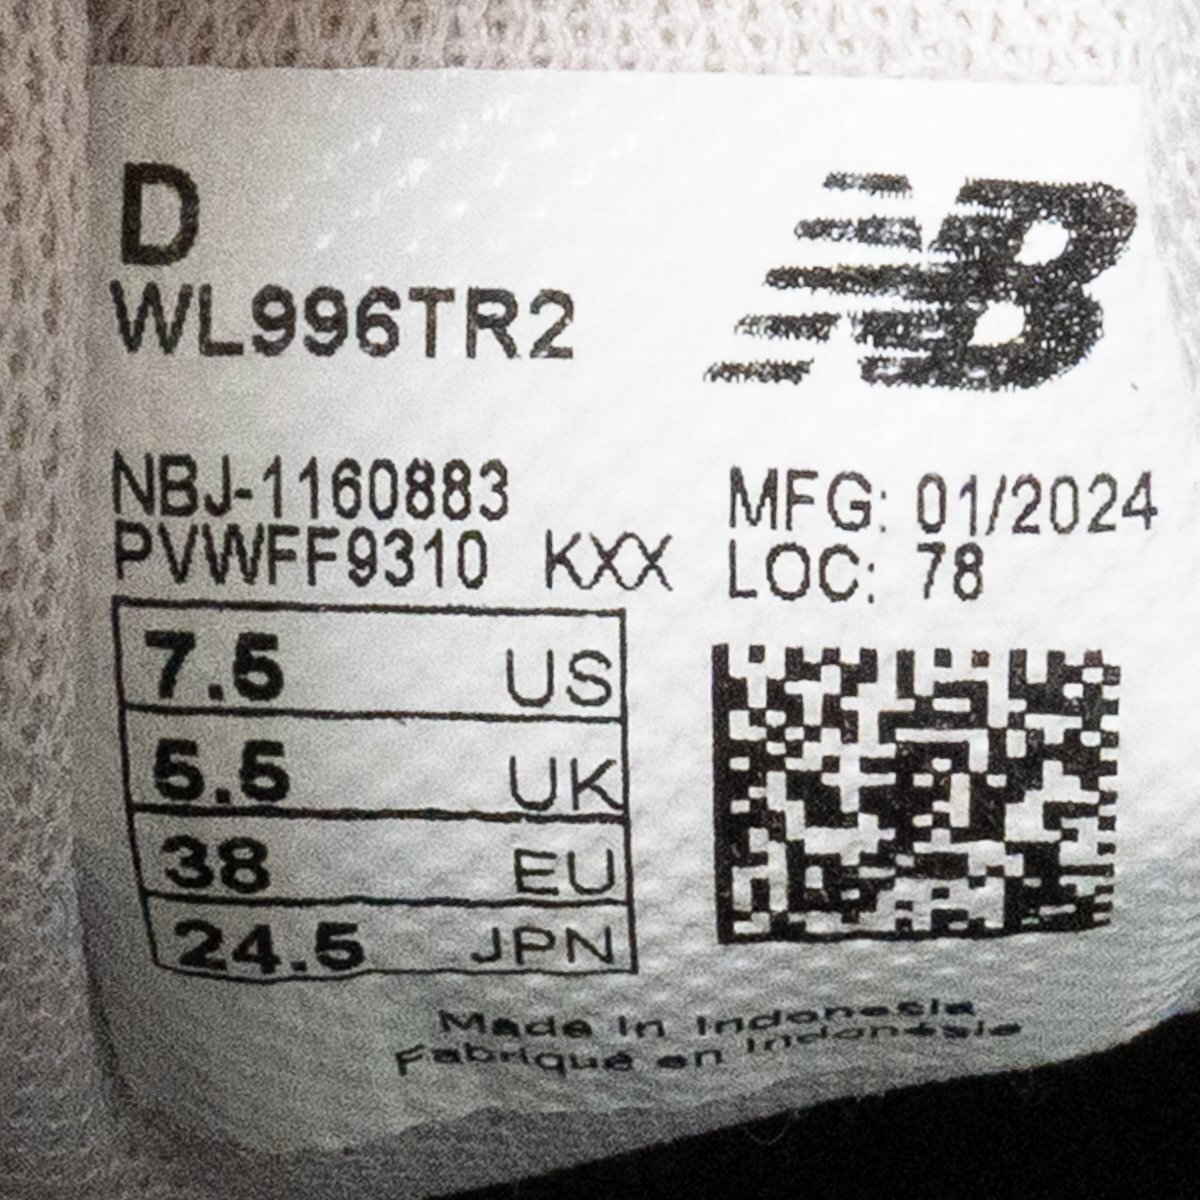 D
NB
WL996TR2
NBJ-1160883
PVWFF9310 KXX
MFG: 01/2024
LOC: 78
7.5 US
5.5 UK
38 EU
24.5 JPN
Made in Indonesia
Fabriqué en Indonésie